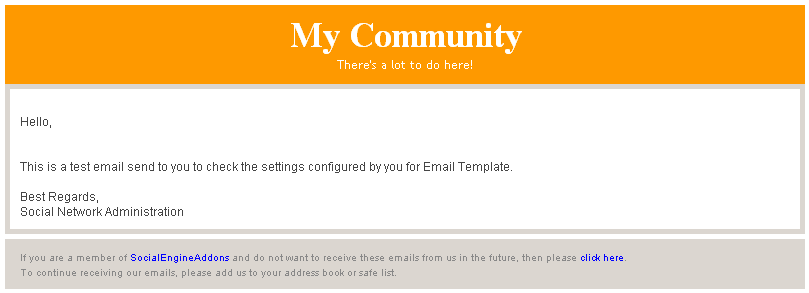 My Community
There's a lot to do here!
Hello,
This is a test email send to you to check the settings configured by you for Email Template.
Best Regards,
Social Network Administration
If you are a member of SocialEngineAddons and do not want to receive these emails from us in the future, then please click here.
To continue receiving our emails, please add us to your address book or safe list.